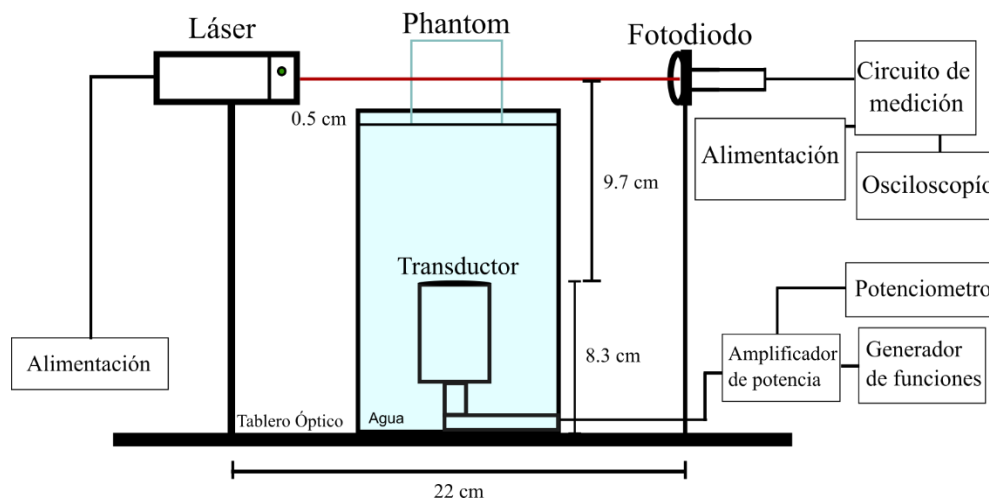 Láser
Phantom
Fotodiodo
Circuito de
medición
0.5 cm
Alimentación
Osciloscopío
9.7 cm
Transductor
Potenciometro
Alimentación
8.3 cm
Amplificador
de potencia
Generador
de funciones
Tablero Óptico
Agua
22 cm